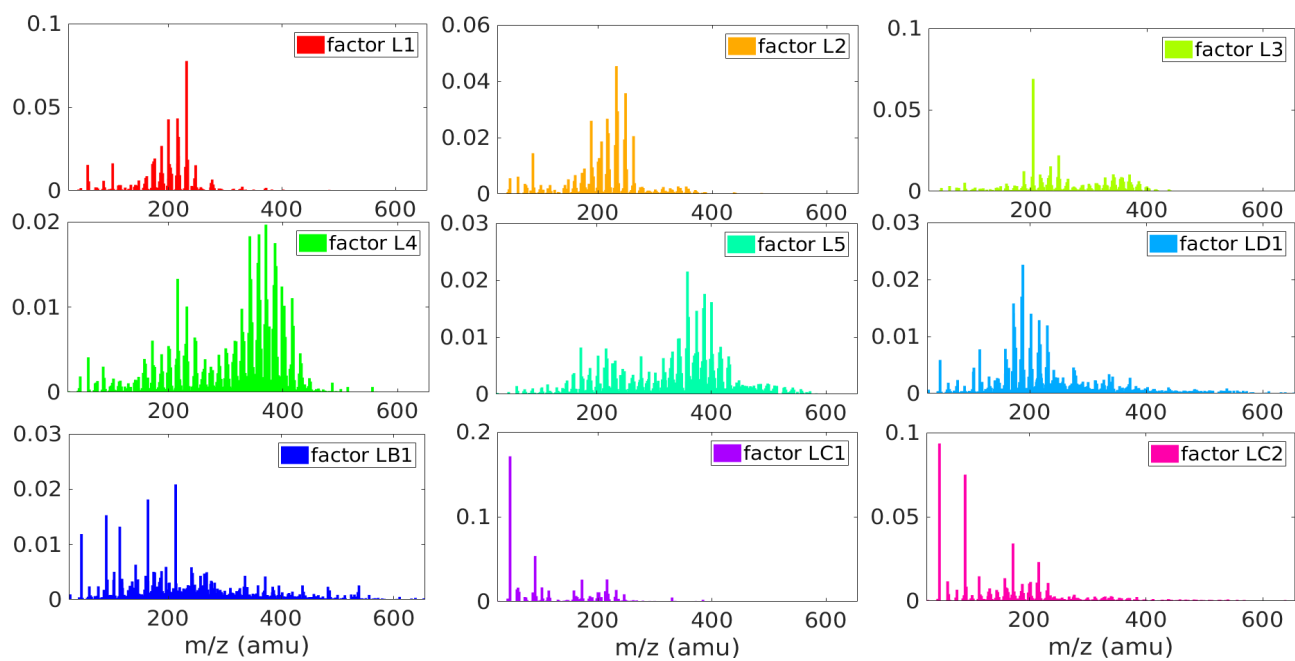 0.1
0.05
0
200 400 600
factor L1
0.06
0.04
0.02
0
200 400 600
factor L2
0.1
0.05
0
200 400 600
factor L3
0.02
0.01
0
200 400 600
factor L4
0.03
0.02
0.01
0
200 400 600
factor L5
0.03
0.02
0.01
0
200 400 600
factor LD1
0.03
0.02
0.01
0
200 400 600
m/z (amu)
factor LB1
0.2
0.1
0
200 400 600
m/z (amu)
factor LC1
0.1
0.05
0
200 400 600
m/z (amu)
factor LC2